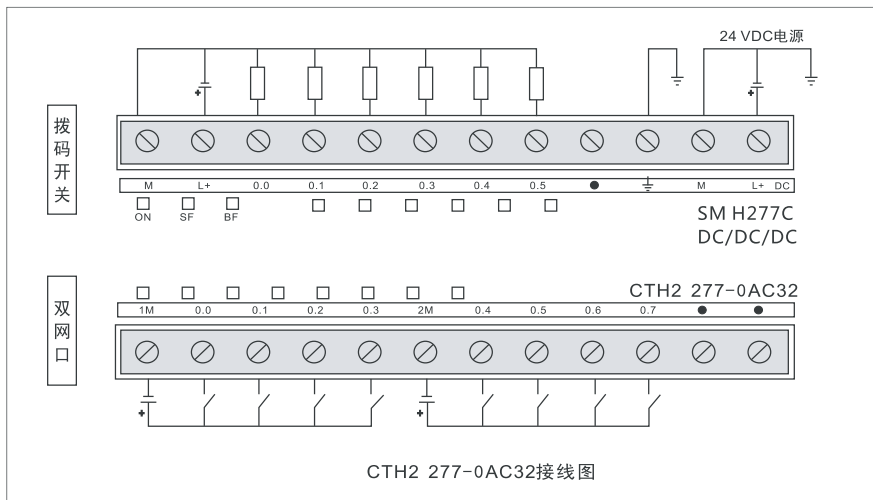 24 VDC电源
+
+
拨码开关
M L+ 0.0 0.1 0.2 0.3 0.4 0.5 M L+ DC
ON SF BF
SM H277C
DC/DC/DC
双网口
CTH2 277-0AC32
1M 0.0 0.1 0.2 0.3 2M 0.4 0.5 0.6 0.7
+
+
CTH2 277-0AC32接线图